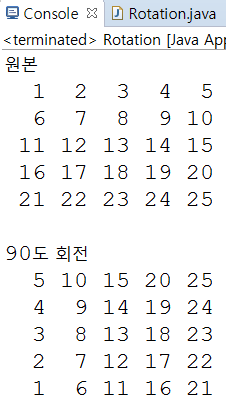 Console Rotation.java
<terminated> Rotation [Java App
원본
1 2 3 4 5
6 7 8 9 10
11 12 13 14 15
16 17 18 19 20
21 22 23 24 25
90도 회전
5 10 15 20 25
4 9 14 19 24
3 8 13 18 23
2 7 12 17 22
1 6 11 16 21